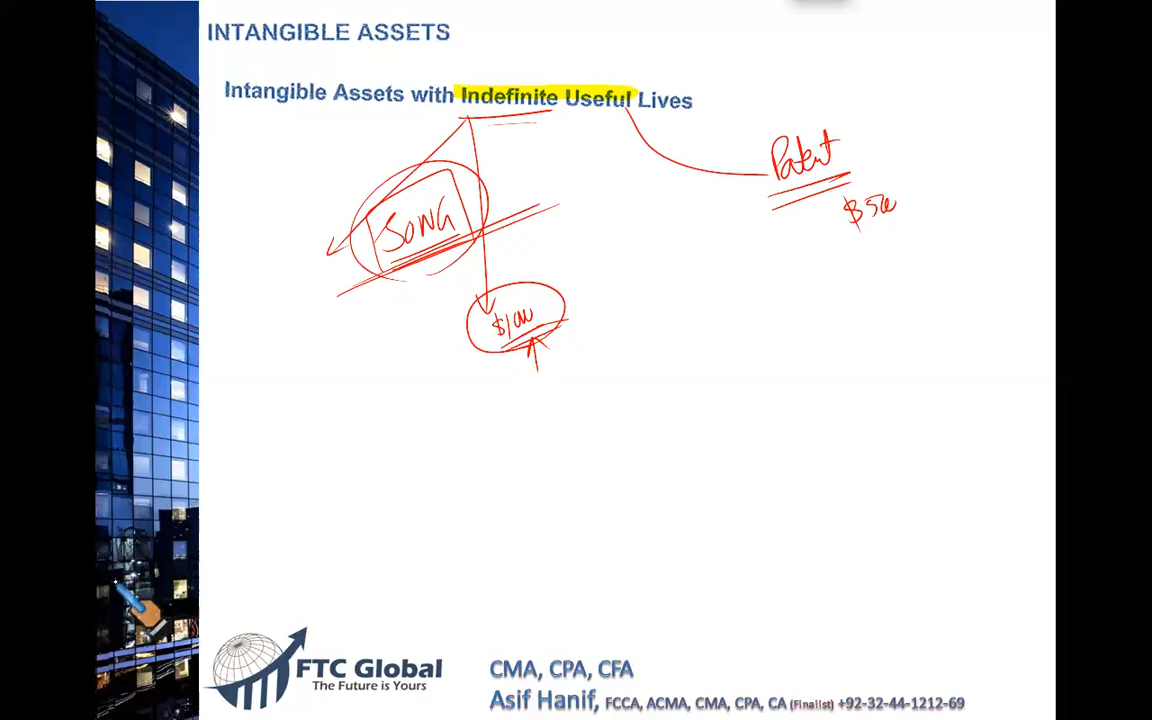 INTANGIBLE ASSETS
Intangible Assets with Indefinite Useful Lives
Patent
$500
SONG
$100
FTC Global
The Future is Yours
CMA, CPA, CFA
Asif Hanif, FCCA, ACMA, CMA, CPA, CA (Finalist) +92-32-44-1212-69